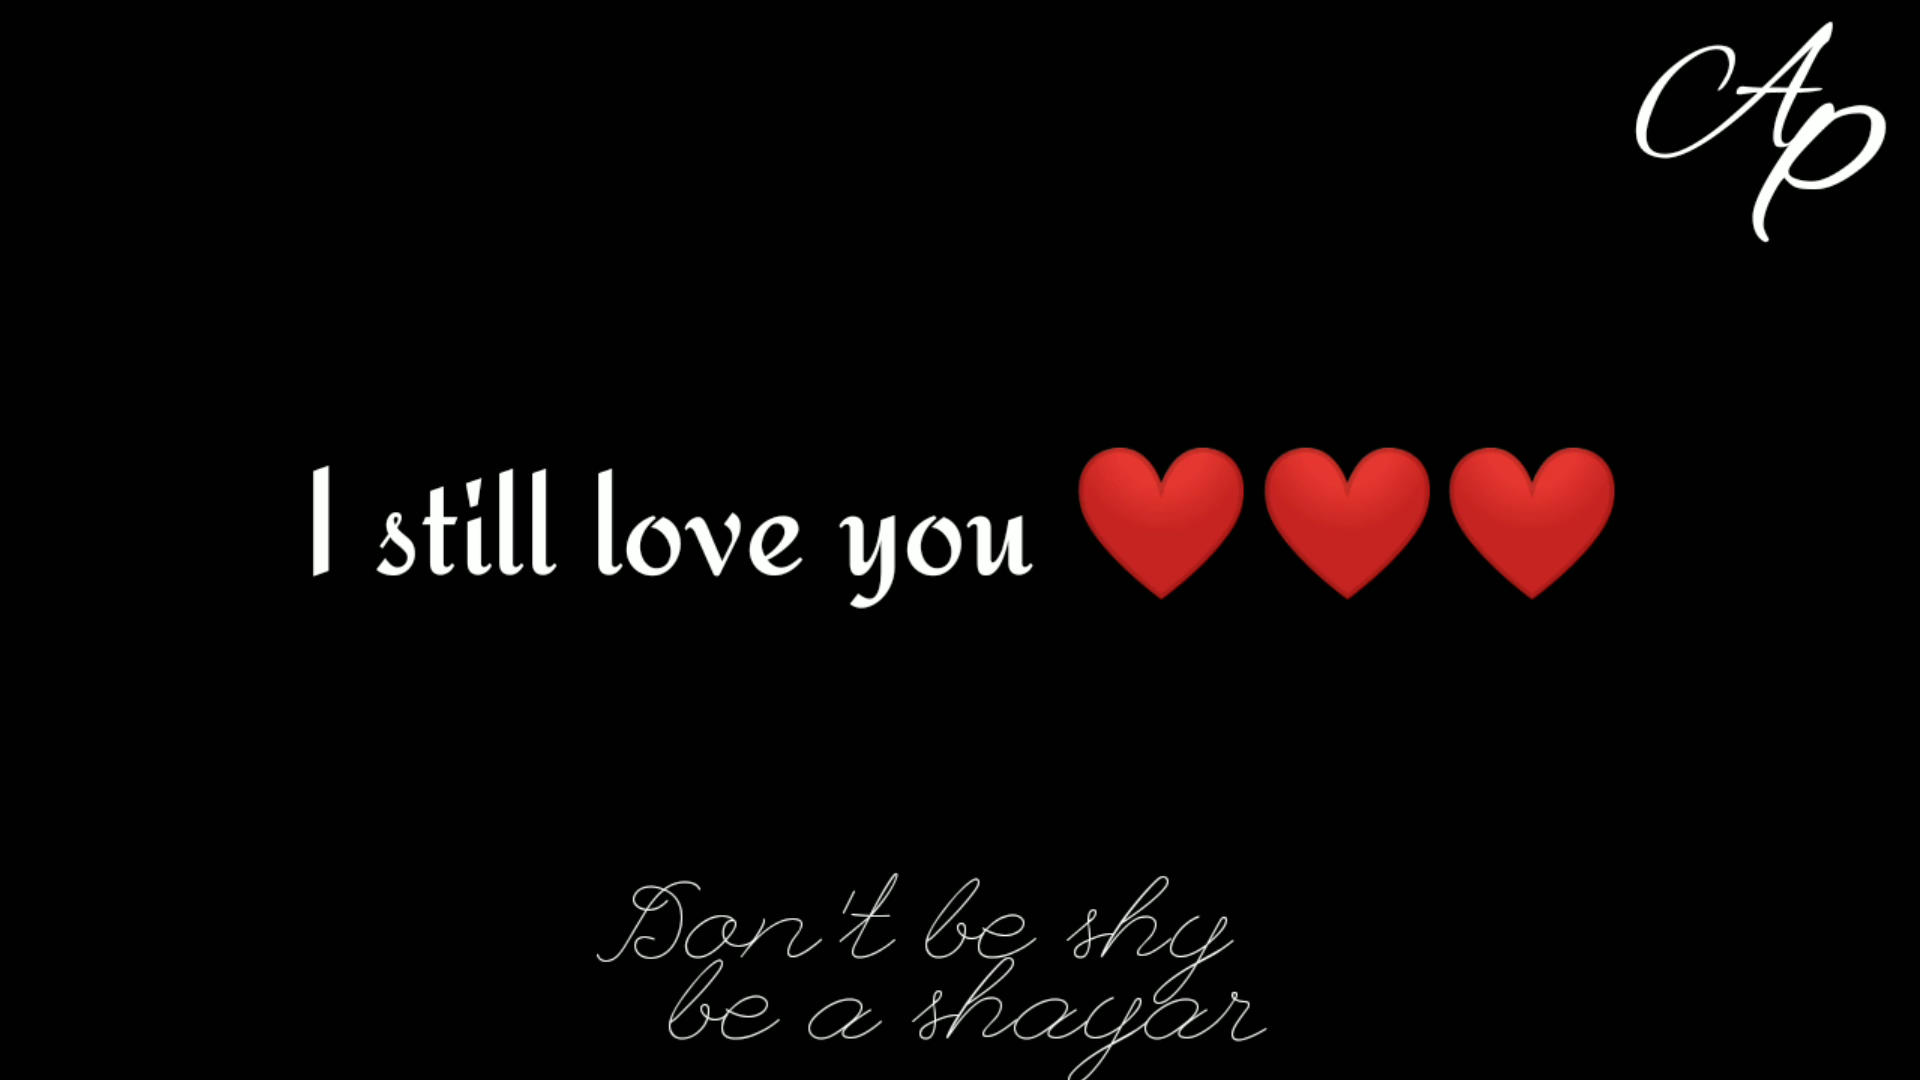 AP
I still love you ❤️❤️❤️
Don't be shy
be a shayar